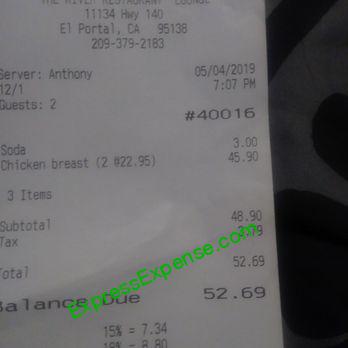 THE RIVER RESTAURANT LOUNGE
11134 Hwy 140
El Portal, CA 95138
209-379-2183
Server: Anthony 05/04/2019
12/1 7:07 PM
Guests: 2
#40016
Soda 3.00
Chicken breast (2 @22.95) 45.90
3 Items
Subtotal 48.90
Tax 3.79
Total 52.69
Balance Due 52.69
ExpressExpense.com
15% = 7.34
18% = 8.80